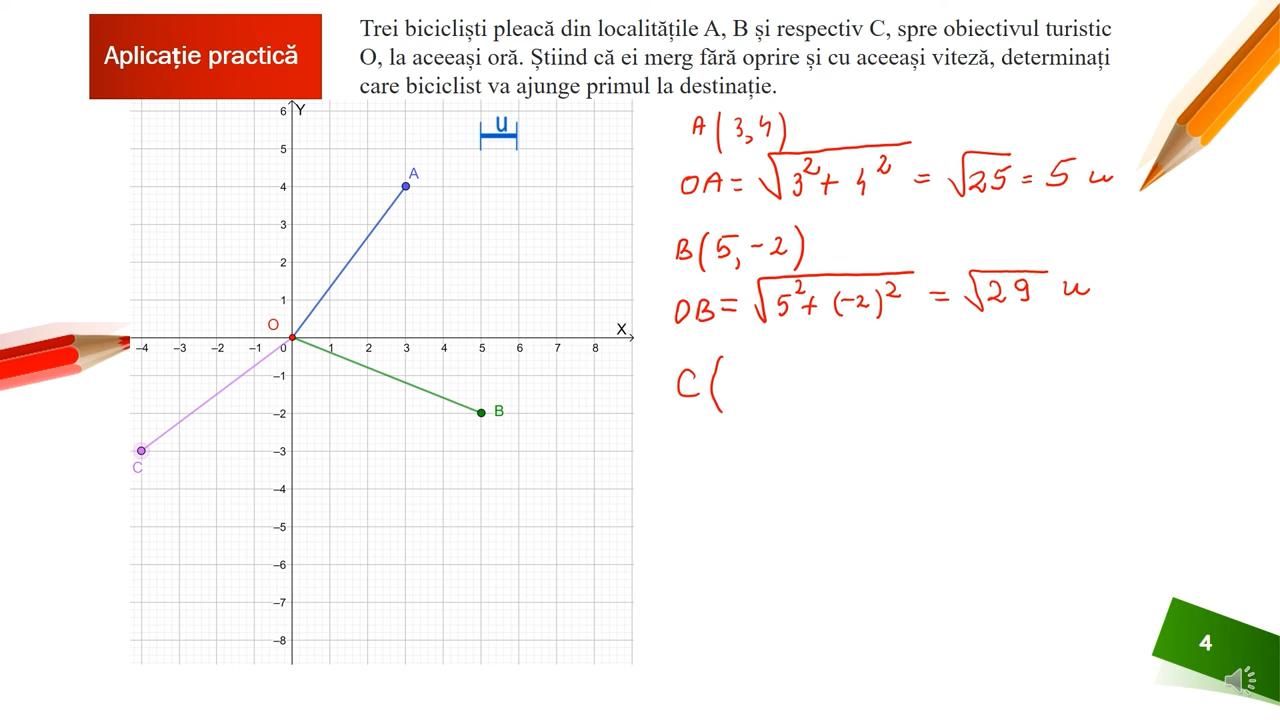 Aplicație practică
Trei bicicliști pleacă din localitățile A, B și respectiv C, spre obiectivul turistic
O, la aceeași oră. Știind că ei merg fără oprire și cu aceeași viteză, determinați
care biciclist va ajunge primul la destinație.
Y
6
5
4
3
2
1
u
A
O
X
–4 –3 –2 –1 0 1 2 3 4 5 6 7 8
–1
–2
–3
–4
–5
–6
–7
–8
B
C
A(3,4)
OA = √3² + 4² = √25 = 5 u
B(5,-2)
OB = √5² + (-2)² = √29 u
C(
4